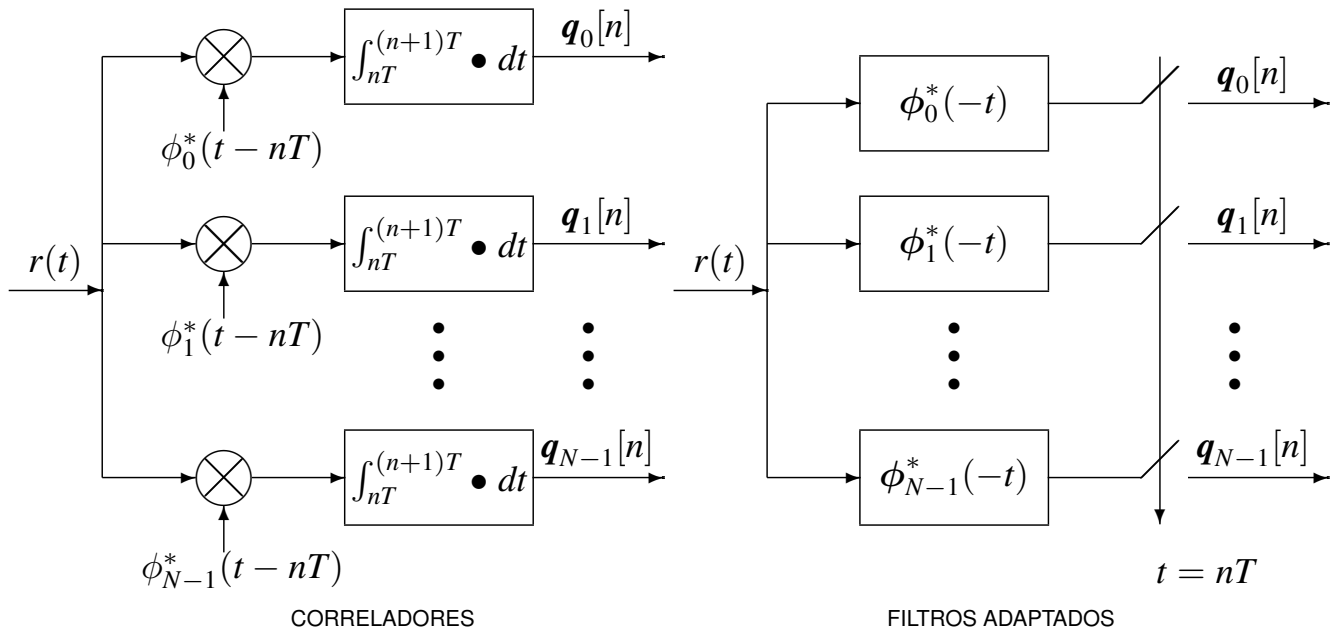 ∫_{nT}^{(n+1)T} • dt
q_0[n]
ϕ_0^*(t − nT)
∫_{nT}^{(n+1)T} • dt
q_1[n]
r(t)
ϕ_1^*(t − nT)
∫_{nT}^{(n+1)T} • dt
q_{N−1}[n]
ϕ_{N−1}^*(t − nT)
CORRELADORES
ϕ_0^*(−t)
q_0[n]
ϕ_1^*(−t)
q_1[n]
r(t)
ϕ_{N−1}^*(−t)
q_{N−1}[n]
t = nT
FILTROS ADAPTADOS